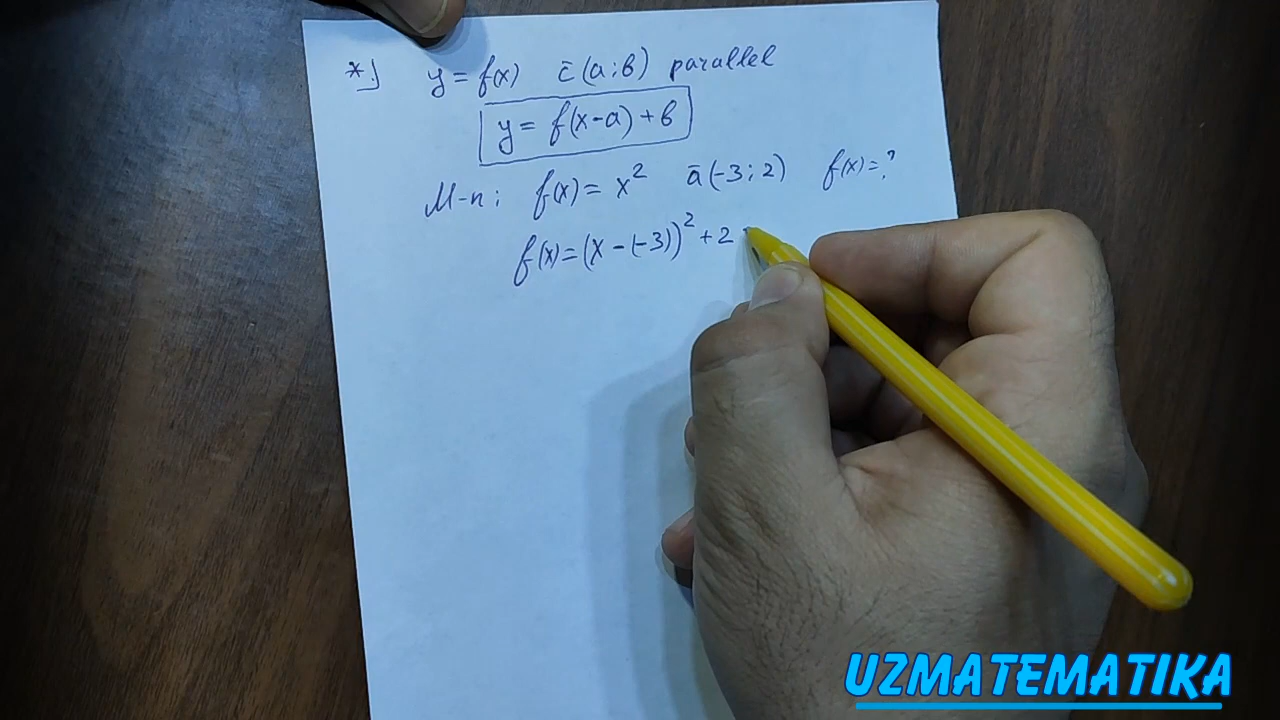 *) y = f(x) c̄(a;b) parallel
y = f(x-a)+b
M-n: f(x) = x² ā(-3;2) f(x)=?
f(x)=(x-(-3))²+2
UZMATEMATIKA